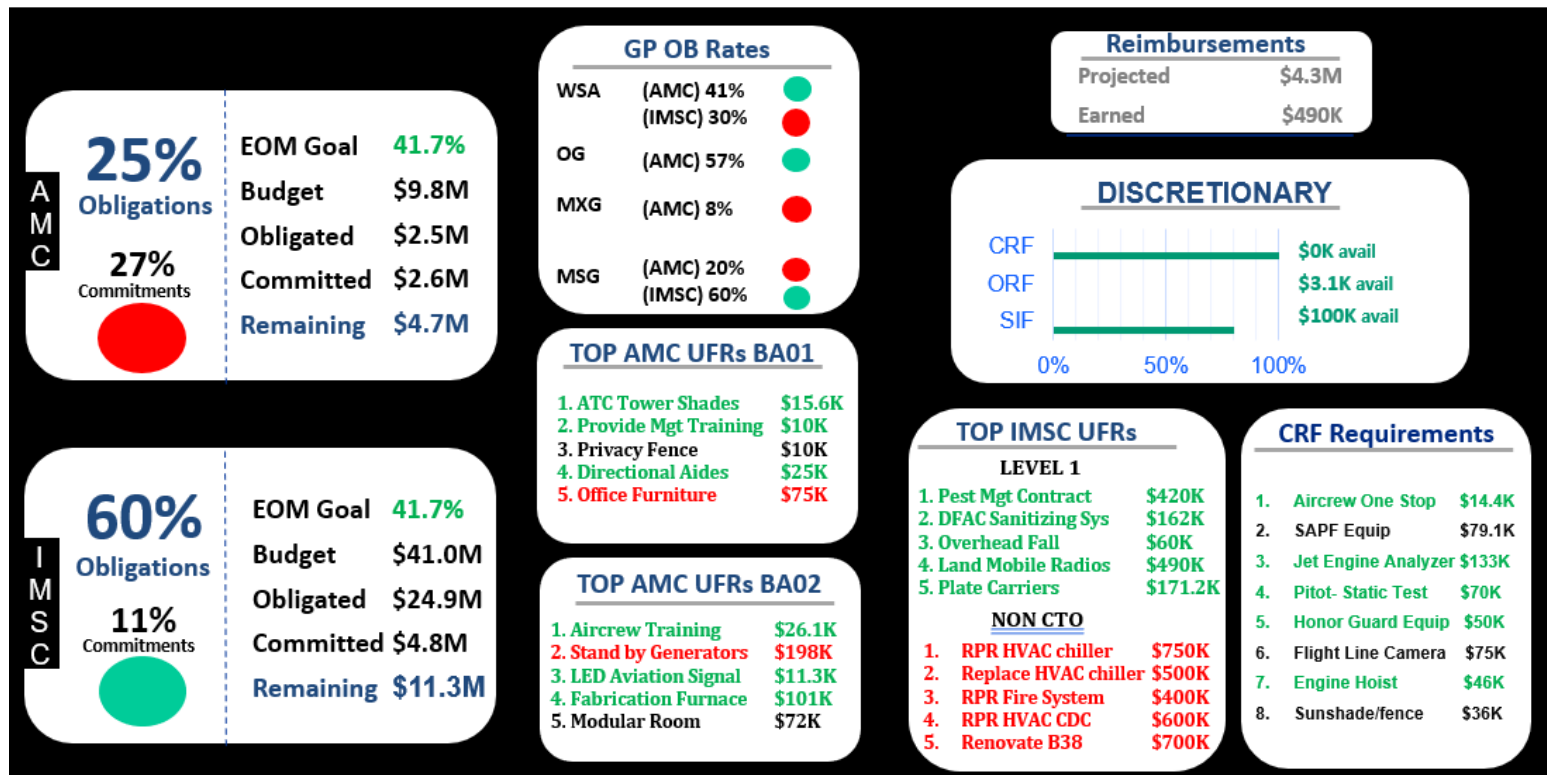 AMC
25%
Obligations
27%
Commitments
EOM Goal 41.7%
Budget $9.8M
Obligated $2.5M
Committed $2.6M
Remaining $4.7M
IMSC
60%
Obligations
11%
Commitments
EOM Goal 41.7%
Budget $41.0M
Obligated $24.9M
Committed $4.8M
Remaining $11.3M
GP OB Rates
WSA (AMC) 41%
(IMSC) 30%
OG (AMC) 57%
MXG (AMC) 8%
MSG (AMC) 20%
(IMSC) 60%
TOP AMC UFRs BA01
1. ATC Tower Shades $15.6K
2. Provide Mgt Training $10K
3. Privacy Fence $10K
4. Directional Aides $25K
5. Office Furniture $75K
TOP AMC UFRs BA02
1. Aircrew Training $26.1K
2. Stand by Generators $198K
3. LED Aviation Signal $11.3K
4. Fabrication Furnace $101K
5. Modular Room $72K
Reimbursements
Projected $4.3M
Earned $490K
DISCRETIONARY
CRF $0K avail
ORF $3.1K avail
SIF $100K avail
0% 50% 100%
TOP IMSC UFRs
LEVEL 1
1. Pest Mgt Contract $420K
2. DFAC Sanitizing Sys $162K
3. Overhead Fall $60K
4. Land Mobile Radios $490K
5. Plate Carriers $171.2K
NON CTO
1. RPR HVAC chiller $750K
2. Replace HVAC chiller $500K
3. RPR Fire System $400K
4. RPR HVAC CDC $600K
5. Renovate B38 $700K
CRF Requirements
1. Aircrew One Stop $14.4K
2. SAPF Equip $79.1K
3. Jet Engine Analyzer $133K
4. Pitot- Static Test $70K
5. Honor Guard Equip $50K
6. Flight Line Camera $75K
7. Engine Hoist $46K
8. Sunshade/fence $36K